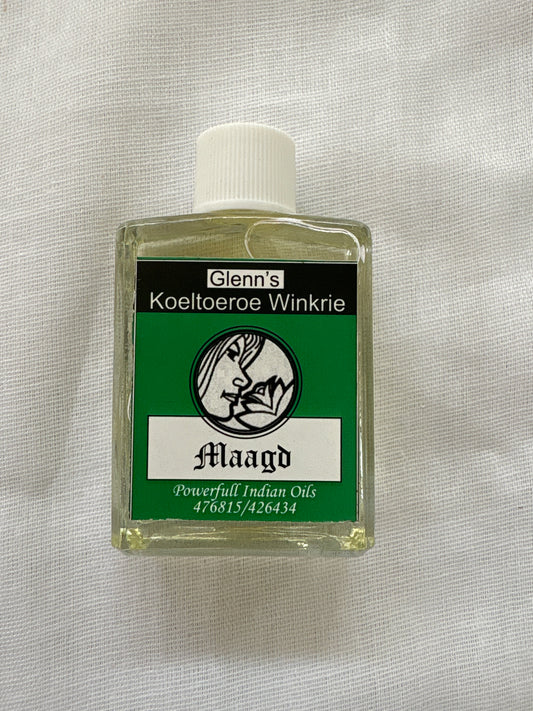 Glenn's
Koeltoeroe Winkrie
Maagd
Powerfull Indian Oils
476815/426434